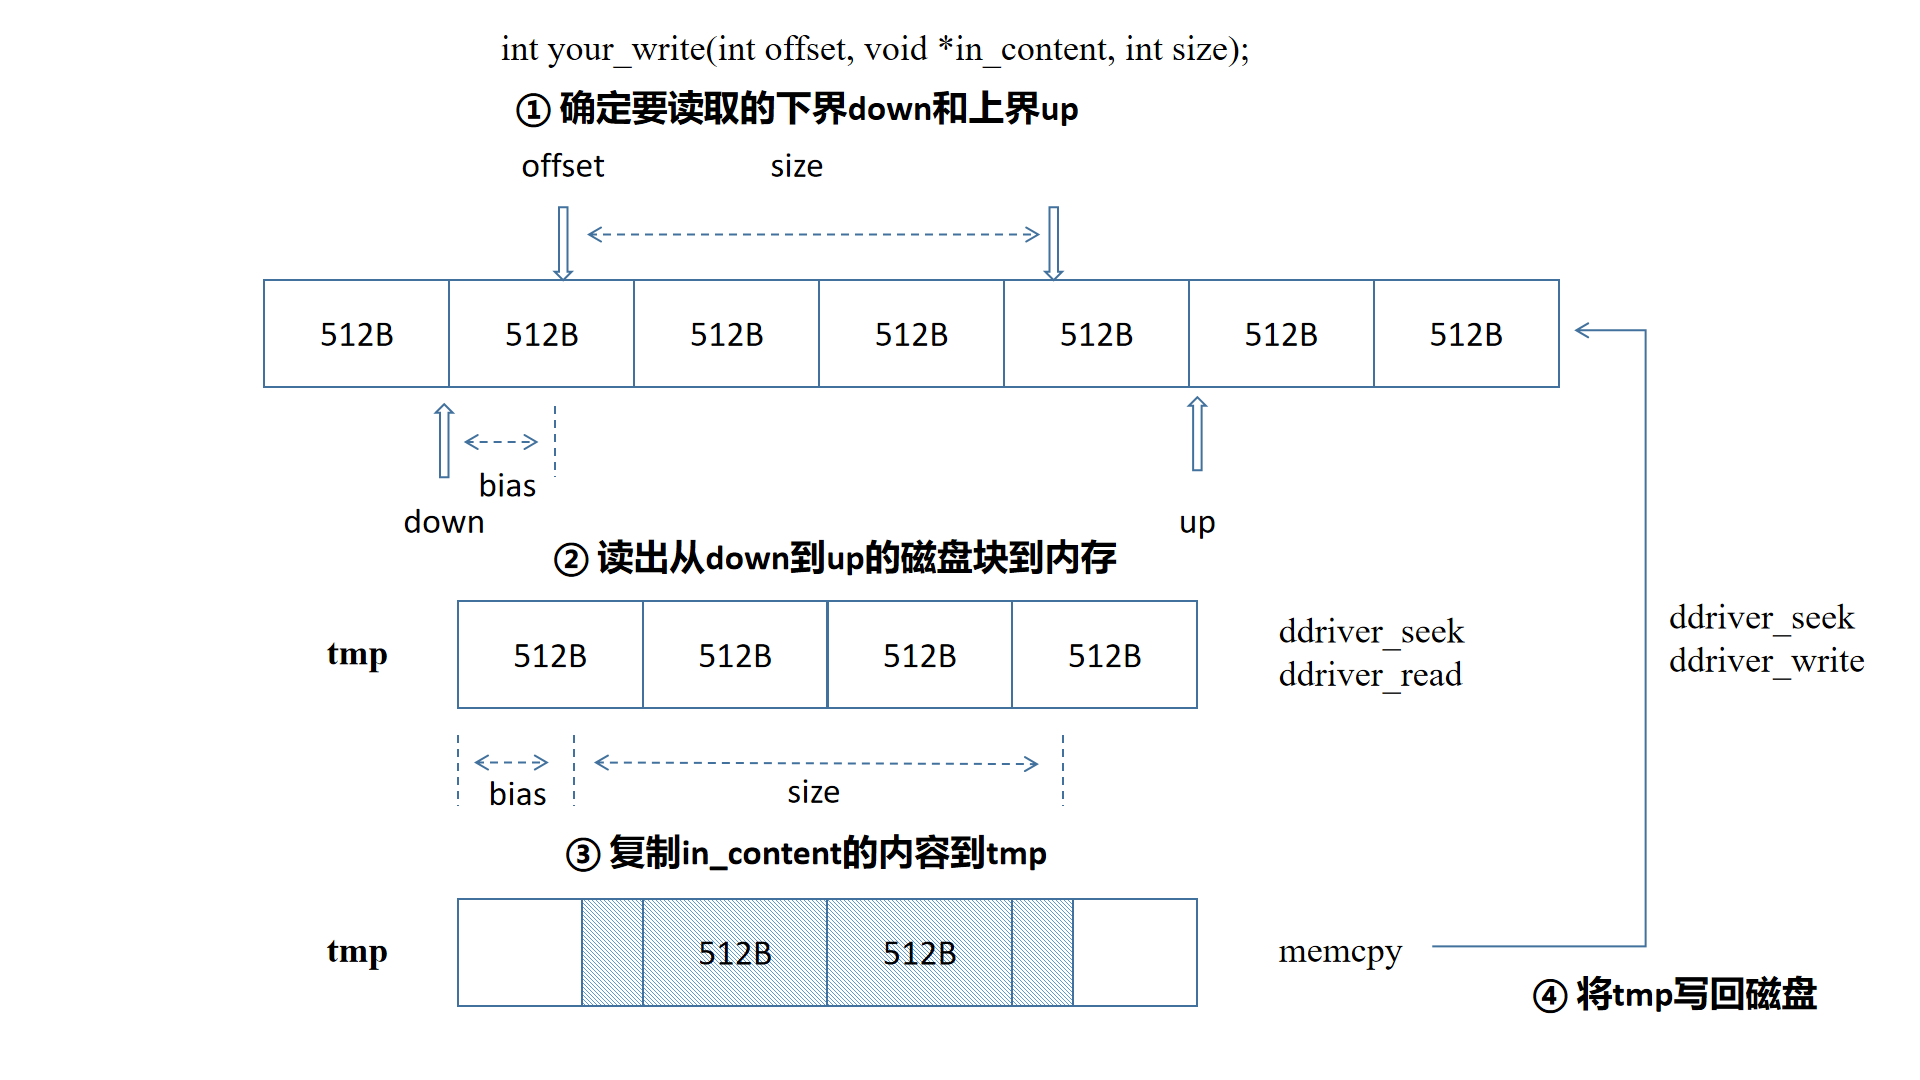 int your_write(int offset, void *in_content, int size);
① 确定要读取的下界down和上界up
offset size
512B 512B 512B 512B 512B 512B 512B
bias
down up
② 读出从down到up的磁盘块到内存
tmp 512B 512B 512B 512B
ddriver_seek
ddriver_read
ddriver_seek
ddriver_write
bias size
③ 复制in_content的内容到tmp
tmp 512B 512B memcpy
④ 将tmp写回磁盘